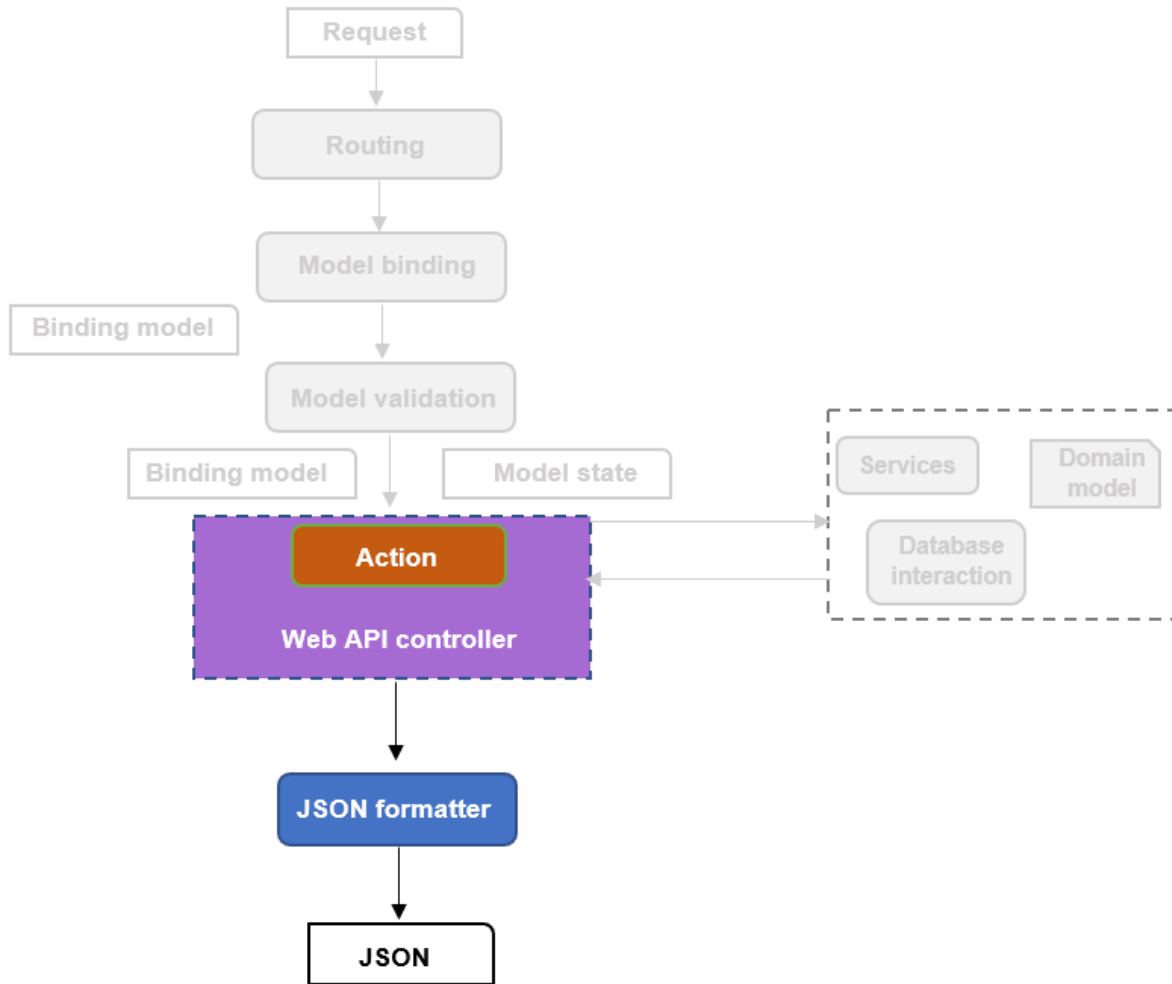 Request
Routing
Model binding
Binding model
Model validation
Binding model
Model state
Services
Domain
model
Database
interaction
Action
Web API controller
JSON formatter
JSON